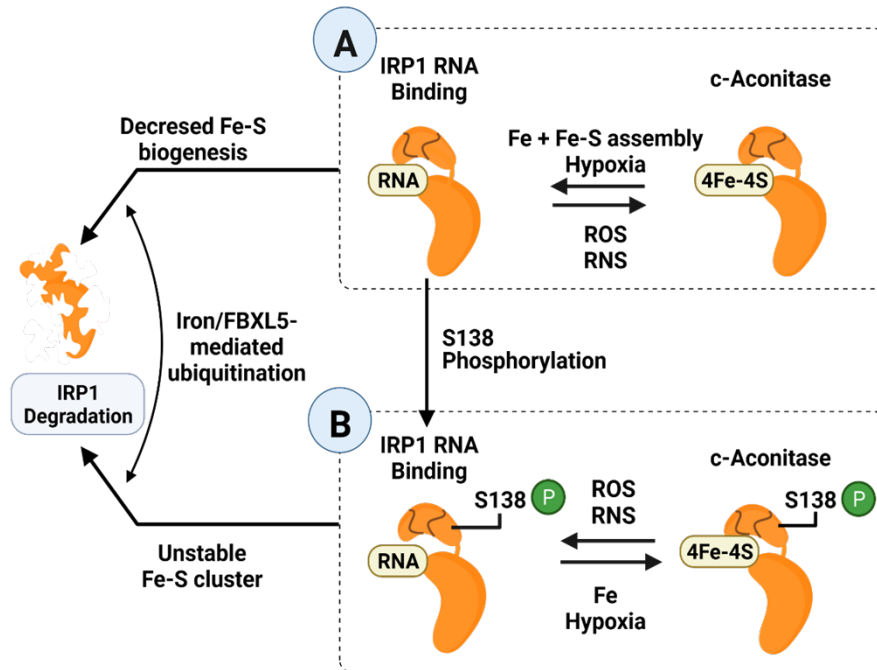 A
IRP1 RNA
Binding
c-Aconitase
Decresed Fe-S
biogenesis
Fe + Fe-S assembly
Hypoxia
RNA
4Fe-4S
ROS
RNS
Iron/FBXL5-
mediated
ubiquitination
S138
Phosphorylation
IRP1
Degradation
B
IRP1 RNA
Binding
c-Aconitase
S138 P
ROS
RNS
S138 P
RNA
4Fe-4S
Unstable
Fe-S cluster
Fe
Hypoxia